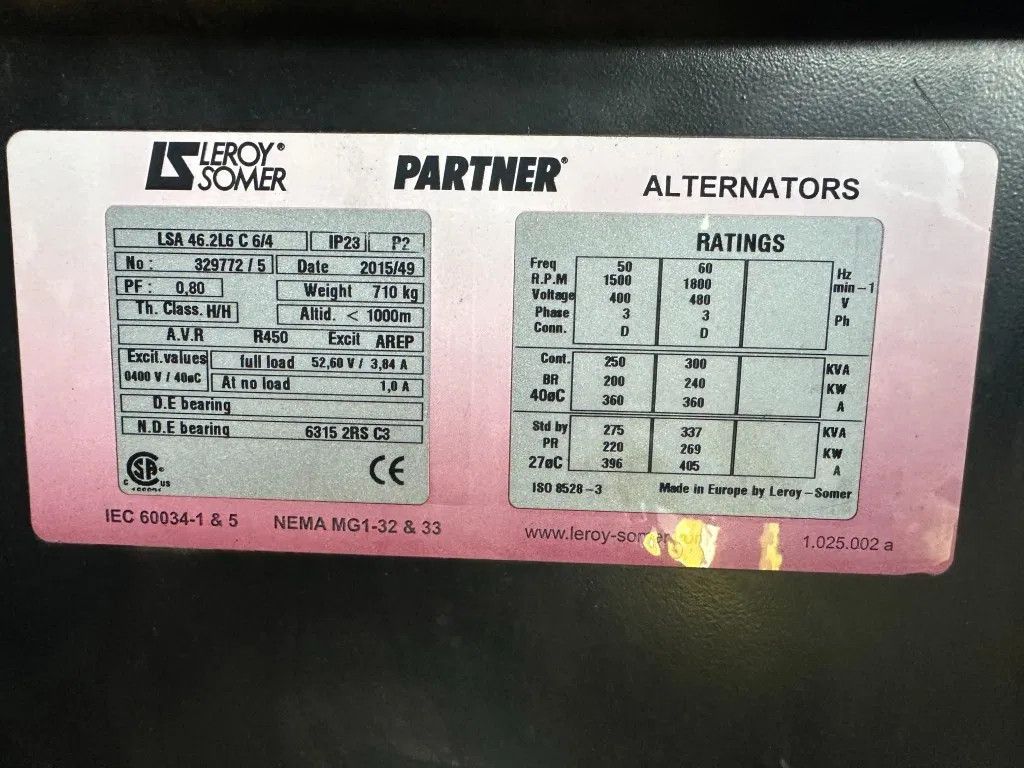 LS LEROY® SOMER PARTNER® ALTERNATORS
LSA 46.2L6 C 6/4 IP23 P2
No : 329772 / 5 Date 2015/49
PF : 0,80 Weight 710 kg
Th. Class. H/H Altid. < 1000m
A.V.R R450 Excit AREP
Excit.values full load 52,60 V / 3,84 A
0400 V / 40øC At no load 1,0 A
D.E bearing
N.D.E bearing 6315 2RS C3
C SA US
CE
RATINGS
Freq 50 60 Hz
R.P.M 1500 1800 min-1
Voltage 400 480 V
Phase 3 3 Ph
Conn. D D
Cont. 250 300 KVA
BR 200 240 KW
40øC 360 360 A
Std by 275 337 KVA
PR 220 269 KW
27øC 396 405 A
ISO 8528-3 Made in Europe by Leroy-Somer
IEC 60034-1 & 5 NEMA MG1-32 & 33 1.025.002 a